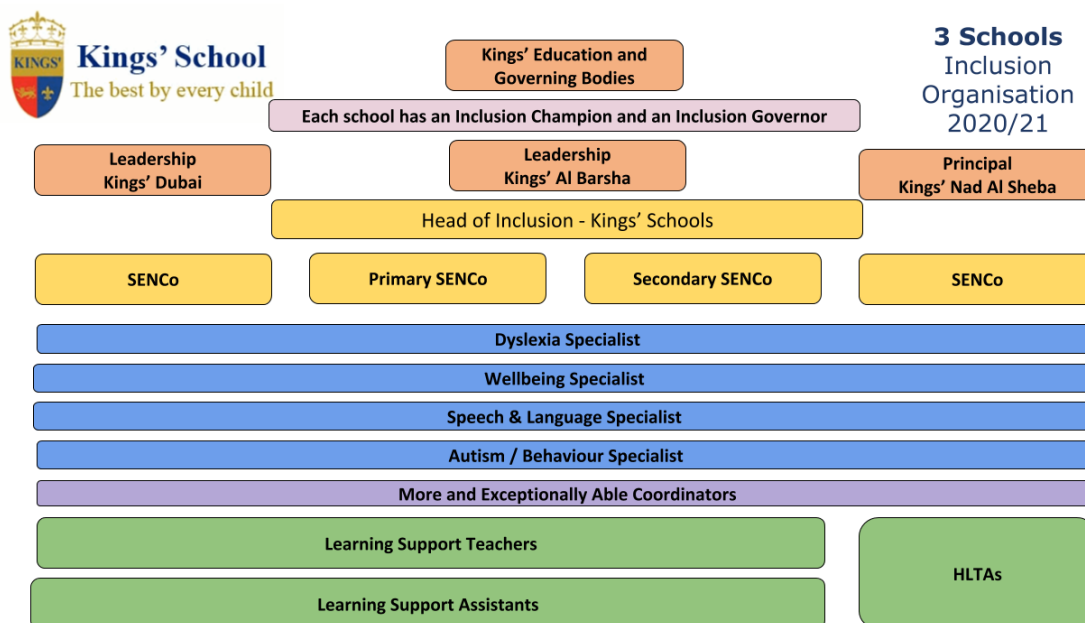 KINGS'
Kings' School
The best by every child
3 Schools
Inclusion
Organisation
2020/21
Kings' Education and
Governing Bodies
Each school has an Inclusion Champion and an Inclusion Governor
Leadership
Kings' Dubai
Leadership
Kings' Al Barsha
Principal
Kings' Nad Al Sheba
Head of Inclusion - Kings' Schools
SENCo
Primary SENCo
Secondary SENCo
SENCo
Dyslexia Specialist
Wellbeing Specialist
Speech & Language Specialist
Autism / Behaviour Specialist
More and Exceptionally Able Coordinators
Learning Support Teachers
HLTAs
Learning Support Assistants